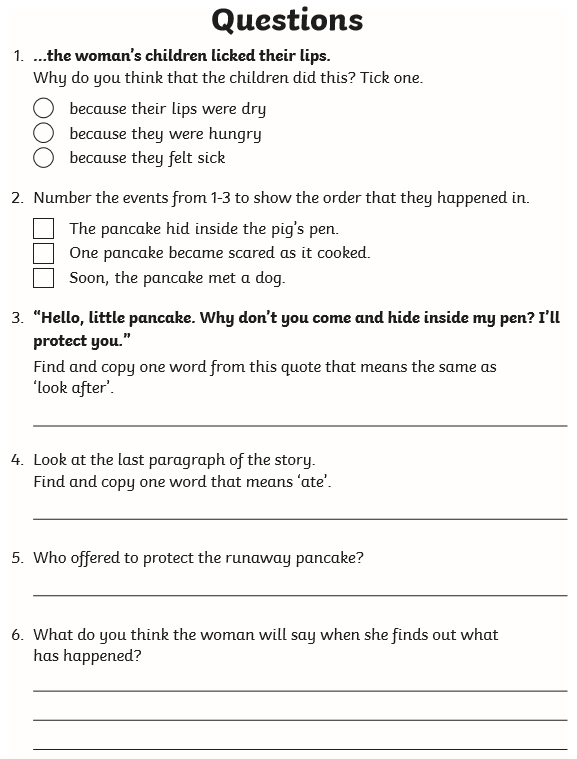 Questions
1. ...the woman's children licked their lips.
Why do you think that the children did this? Tick one.
because their lips were dry
because they were hungry
because they felt sick
2. Number the events from 1-3 to show the order that they happened in.
The pancake hid inside the pig's pen.
One pancake became scared as it cooked.
Soon, the pancake met a dog.
3. “Hello, little pancake. Why don't you come and hide inside my pen? I'll
protect you.”
Find and copy one word from this quote that means the same as
‘look after’.
4. Look at the last paragraph of the story.
Find and copy one word that means ‘ate’.
5. Who offered to protect the runaway pancake?
6. What do you think the woman will say when she finds out what
has happened?